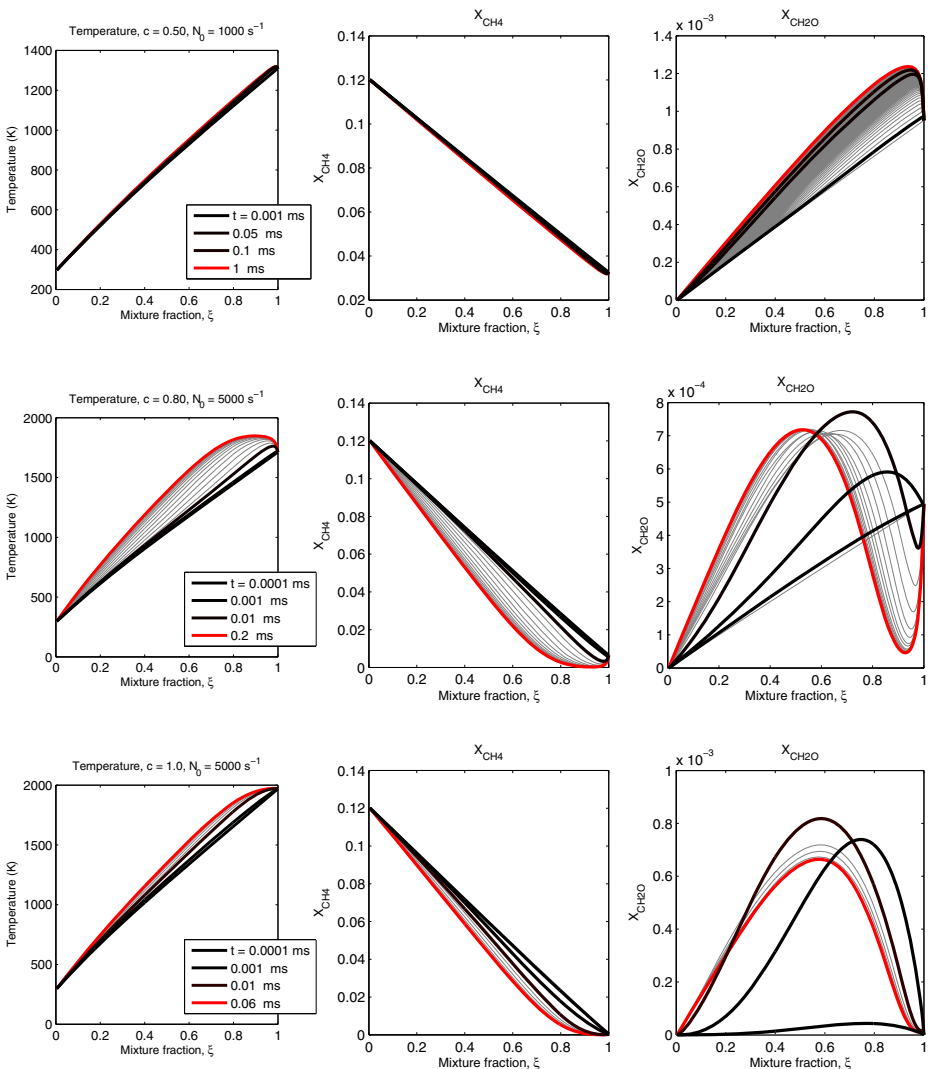 Temperature, c = 0.50, N₀ = 1000 s⁻¹
1400
1200
1000
800
600
400
200
Temperature (K)
0 0.2 0.4 0.6 0.8 1
Mixture fraction, ξ
t = 0.001 ms
0.05 ms
0.1 ms
1 ms
X_CH4
0.14
0.12
0.1
0.08
0.06
0.04
0.02
X_CH4
0 0.2 0.4 0.6 0.8 1
Mixture fraction, ξ
X_CH2O
x 10⁻³
1.4
1.2
1
0.8
0.6
0.4
0.2
0
X_CH2O
0 0.2 0.4 0.6 0.8 1
Mixture fraction, ξ
Temperature, c = 0.80, N₀ = 5000 s⁻¹
2000
1500
1000
500
0
Temperature (K)
0 0.2 0.4 0.6 0.8 1
Mixture fraction, ξ
t = 0.0001 ms
0.001 ms
0.01 ms
0.2 ms
X_CH4
0.14
0.12
0.1
0.08
0.06
0.04
0.02
0
X_CH4
0 0.2 0.4 0.6 0.8 1
Mixture fraction, ξ
X_CH2O
x 10⁻⁴
8
7
6
5
4
3
2
1
0
X_CH2O
0 0.2 0.4 0.6 0.8 1
Mixture fraction, ξ
Temperature, c = 1.0, N₀ = 5000 s⁻¹
2000
1500
1000
500
0
Temperature (K)
0 0.2 0.4 0.6 0.8 1
Mixture fraction, ξ
t = 0.0001 ms
0.001 ms
0.01 ms
0.06 ms
X_CH4
0.14
0.12
0.1
0.08
0.06
0.04
0.02
0
X_CH4
0 0.2 0.4 0.6 0.8 1
Mixture fraction, ξ
X_CH2O
x 10⁻³
1
0.8
0.6
0.4
0.2
0
X_CH2O
0 0.2 0.4 0.6 0.8 1
Mixture fraction, ξ